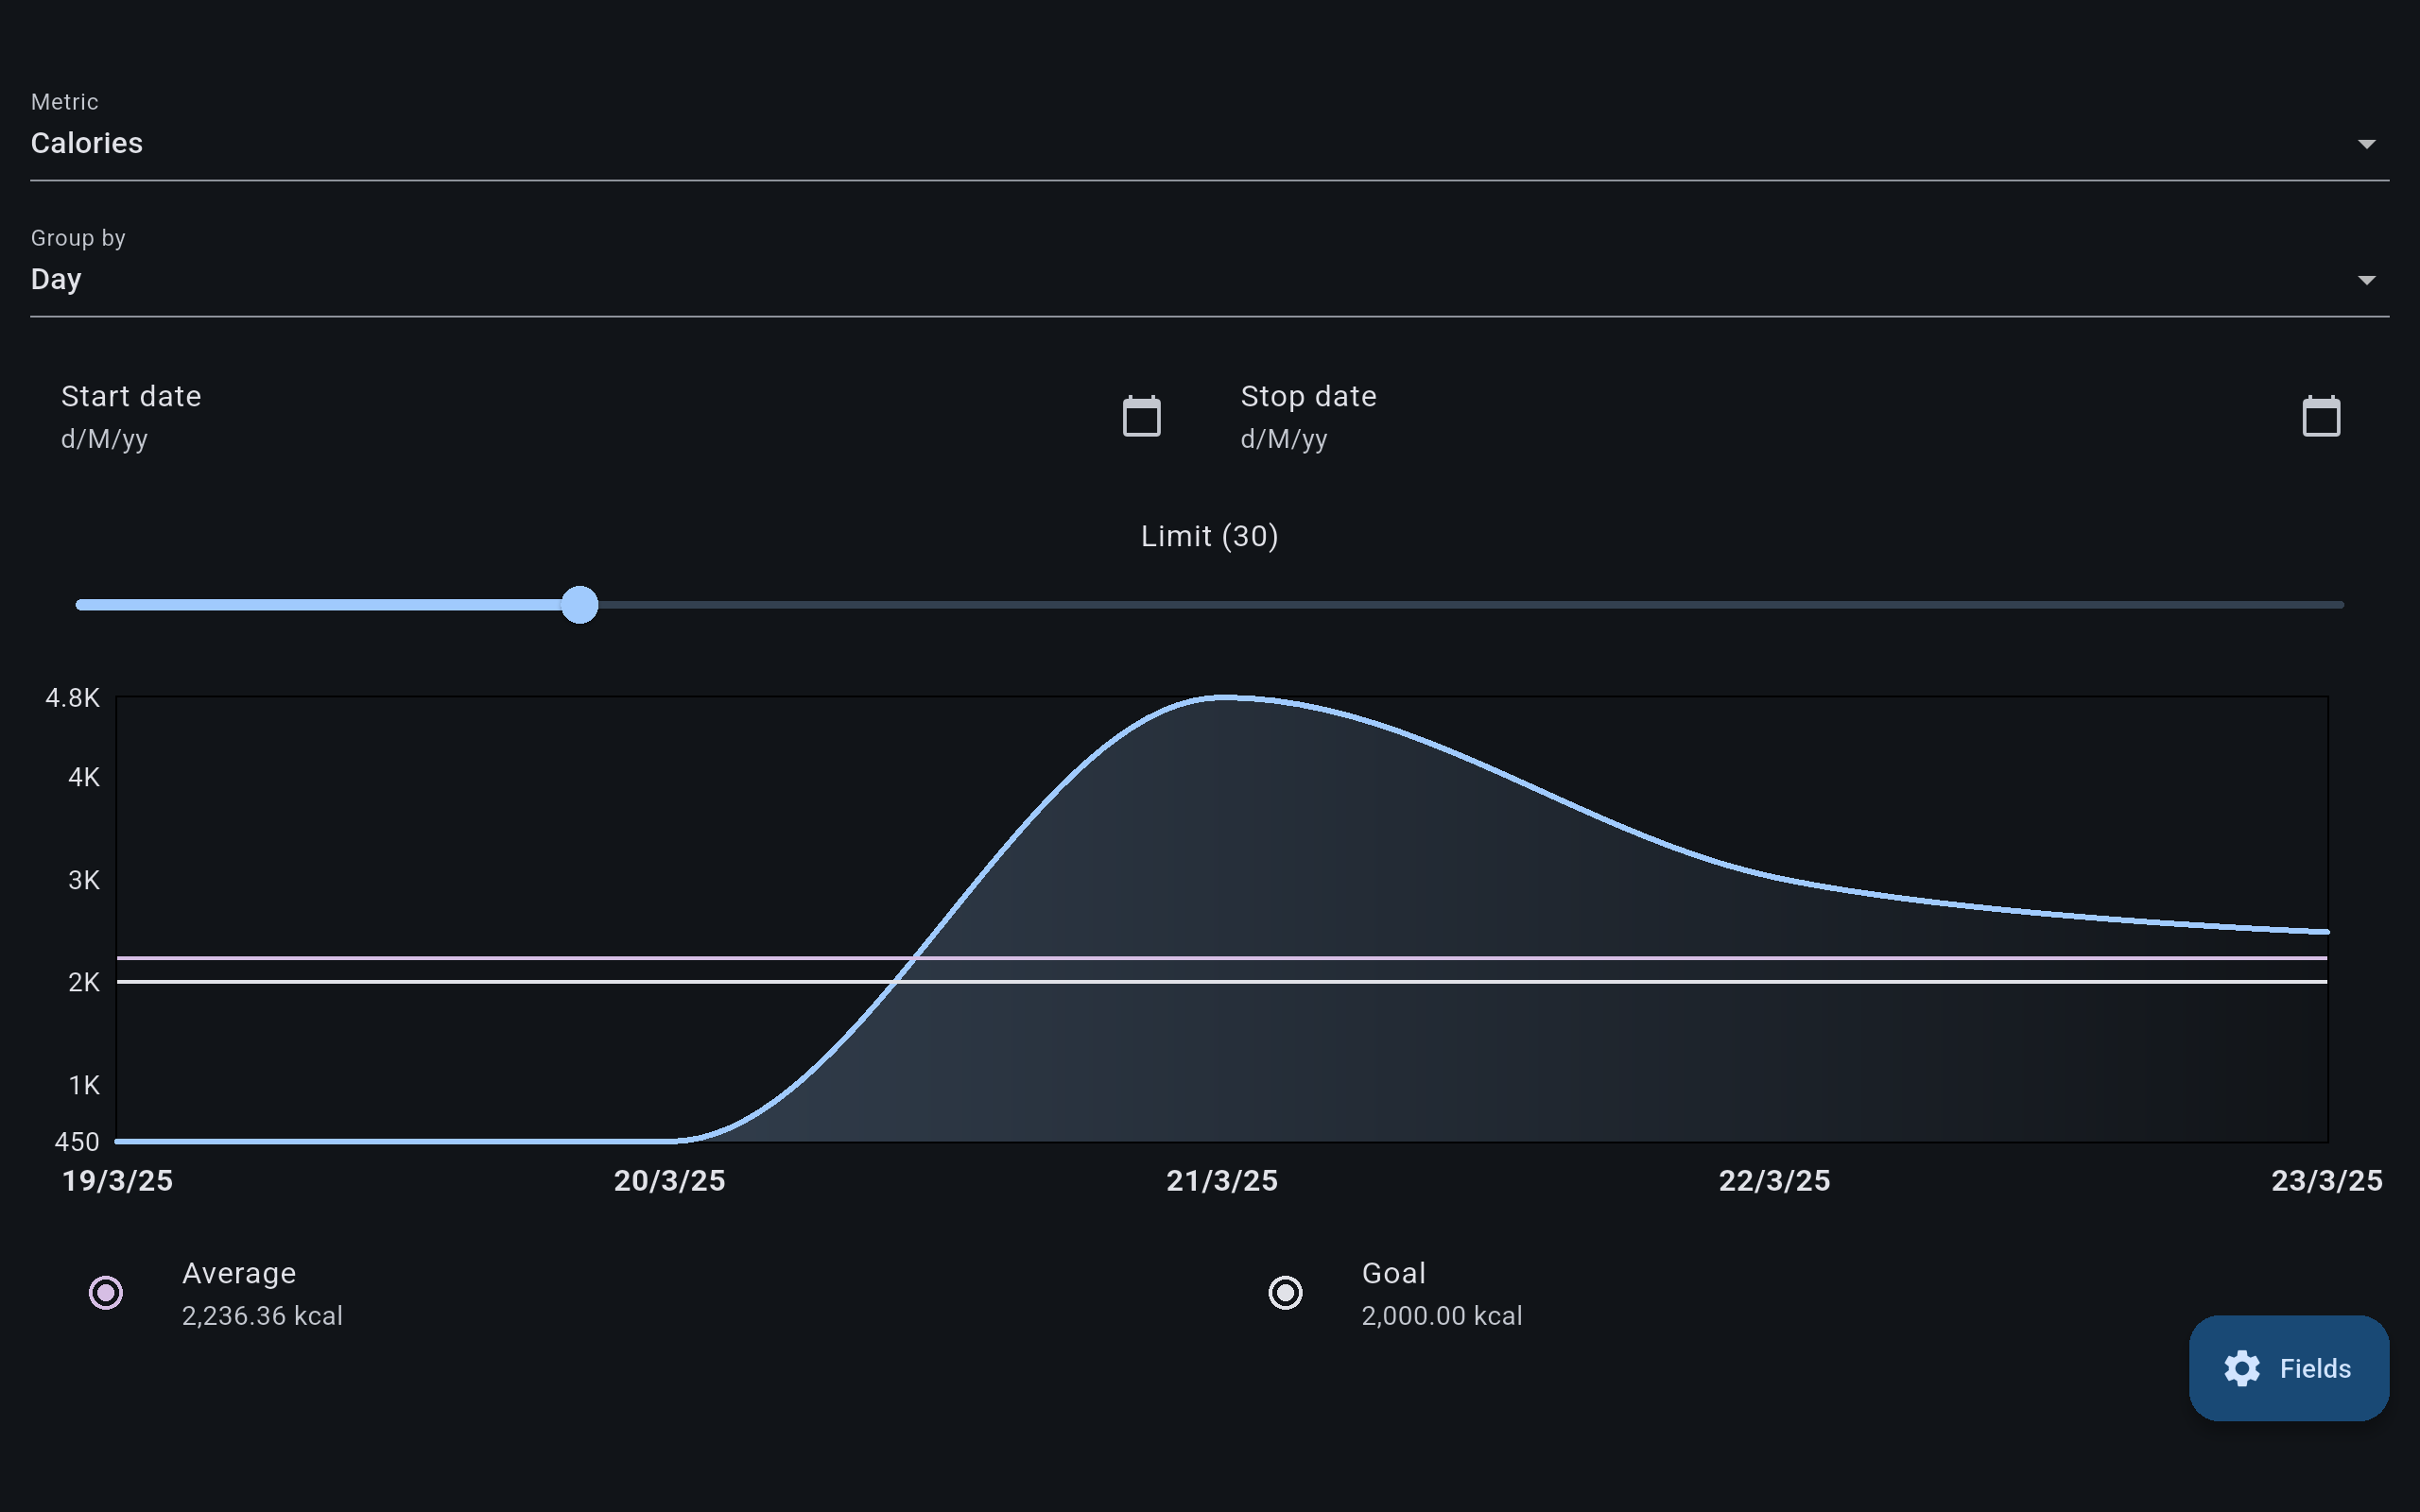 Metric
Calories
Group by
Day
Start date
d/M/yy
Stop date
d/M/yy
Limit (30)
4.8K
4K
3K
2K
1K
450
19/3/25
20/3/25
21/3/25
22/3/25
23/3/25
Average
2,236.36 kcal
Goal
2,000.00 kcal
Fields